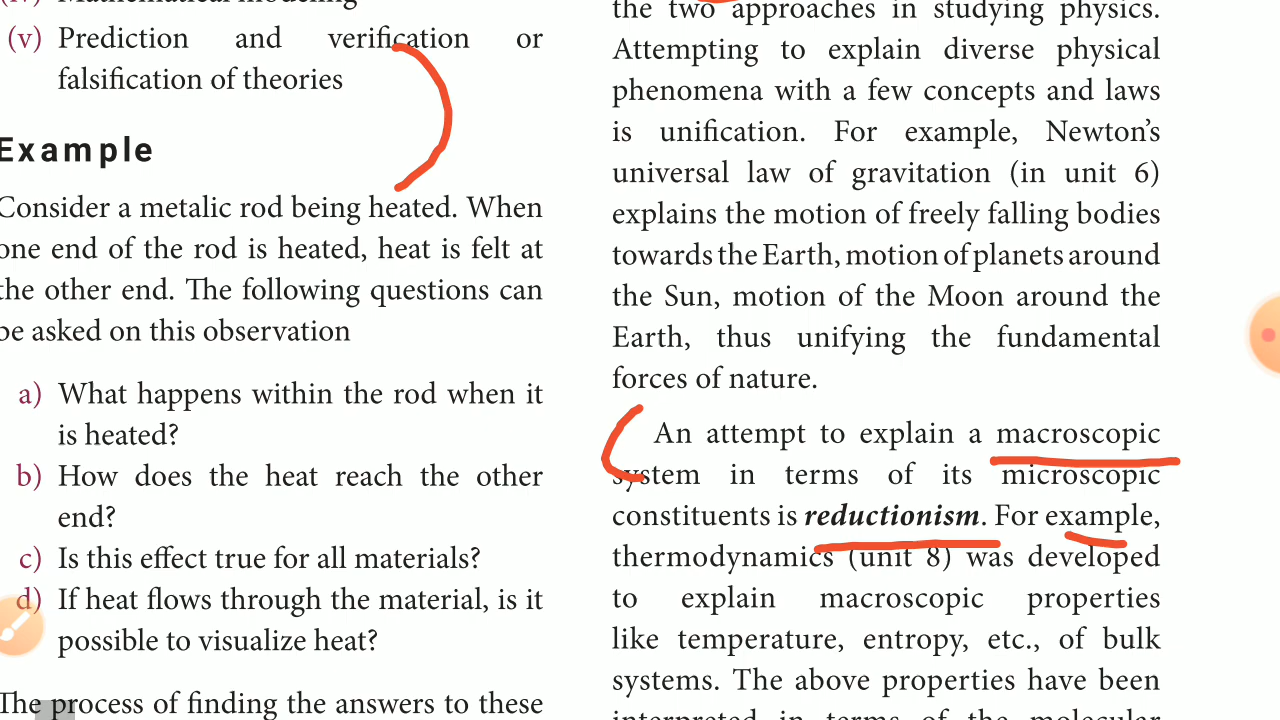 (iv) Mathematical modeling
(v) Prediction and verification or
falsification of theories
Example
Consider a metalic rod being heated. When
one end of the rod is heated, heat is felt at
the other end. The following questions can
be asked on this observation
a) What happens within the rod when it
is heated?
b) How does the heat reach the other
end?
c) Is this effect true for all materials?
d) If heat flows through the material, is it
possible to visualize heat?
The process of finding the answers to these
the two approaches in studying physics.
Attempting to explain diverse physical
phenomena with a few concepts and laws
is unification. For example, Newton’s
universal law of gravitation (in unit 6)
explains the motion of freely falling bodies
towards the Earth, motion of planets around
the Sun, motion of the Moon around the
Earth, thus unifying the fundamental
forces of nature.
An attempt to explain a macroscopic
system in terms of its microscopic
constituents is reductionism. For example,
thermodynamics (unit 8) was developed
to explain macroscopic properties
like temperature, entropy, etc., of bulk
systems. The above properties have been
interpreted in terms of the molecular